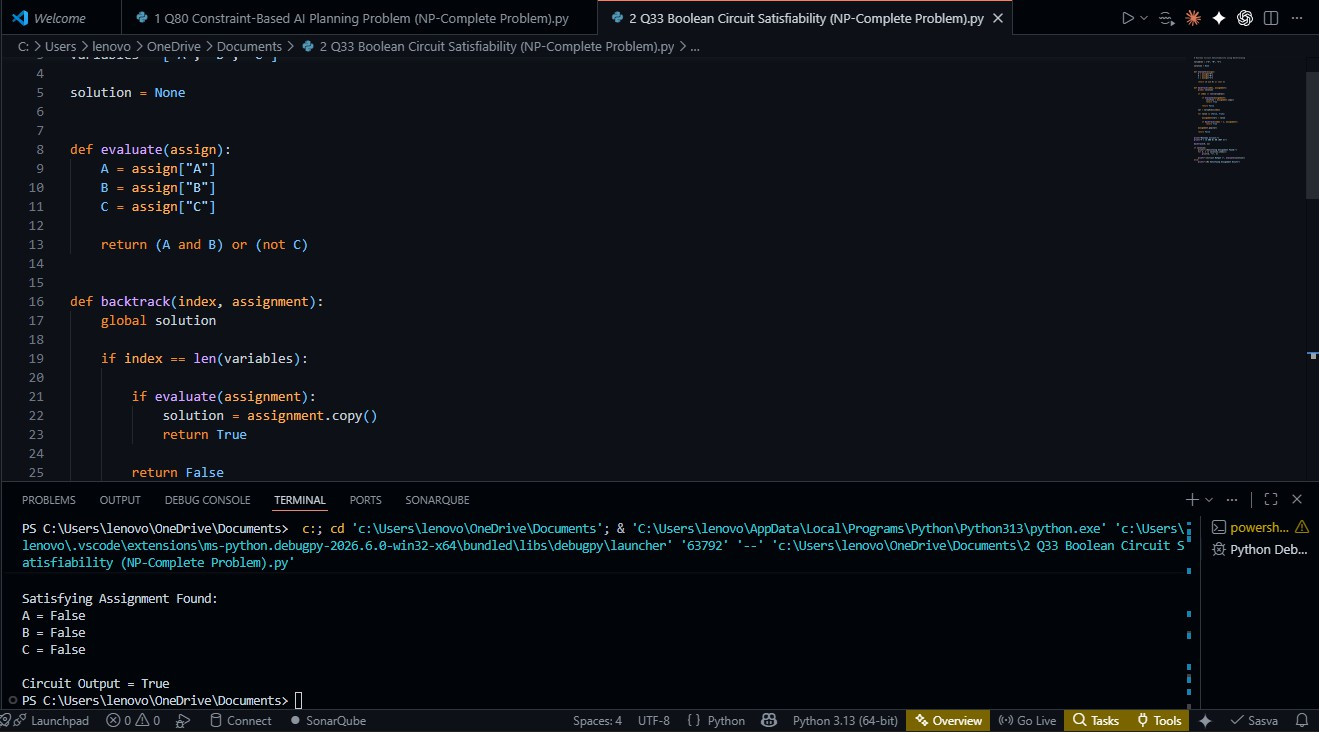 Welcome
1 Q80 Constraint-Based AI Planning Problem (NP-Complete Problem).py
2 Q33 Boolean Circuit Satisfiability (NP-Complete Problem).py
C: > Users > lenovo > OneDrive > Documents > 2 Q33 Boolean Circuit Satisfiability (NP-Complete Problem).py > ...
4
5 solution = None
6
7
8 def evaluate(assign):
9 A = assign["A"]
10 B = assign["B"]
11 C = assign["C"]
12
13 return (A and B) or (not C)
14
15
16 def backtrack(index, assignment):
17 global solution
18
19 if index == len(variables):
20
21 if evaluate(assignment):
22 solution = assignment.copy()
23 return True
24
25 return False
PROBLEMS OUTPUT DEBUG CONSOLE TERMINAL PORTS SONARQUBE
PS C:\Users\lenovo\OneDrive\Documents> c:; cd 'c:\Users\lenovo\OneDrive\Documents'; & 'C:\Users\lenovo\AppData\Local\Programs\Python\Python313\python.exe' 'c:\Users\
lenovo\.vscode\extensions\ms-python.debugpy-2026.6.0-win32-x64\bundled\libs\debugpy\launcher' '63792' '--' 'c:\Users\lenovo\OneDrive\Documents\2 Q33 Boolean Circuit S
atisfiability (NP-Complete Problem).py'
powersh...
Python Deb...
Satisfying Assignment Found:
A = False
B = False
C = False
Circuit Output = True
PS C:\Users\lenovo\OneDrive\Documents>
Launchpad 0 0 Connect SonarQube Spaces: 4 UTF-8 { } Python Python 3.13 (64-bit) Overview Go Live Tasks Tools Sasva